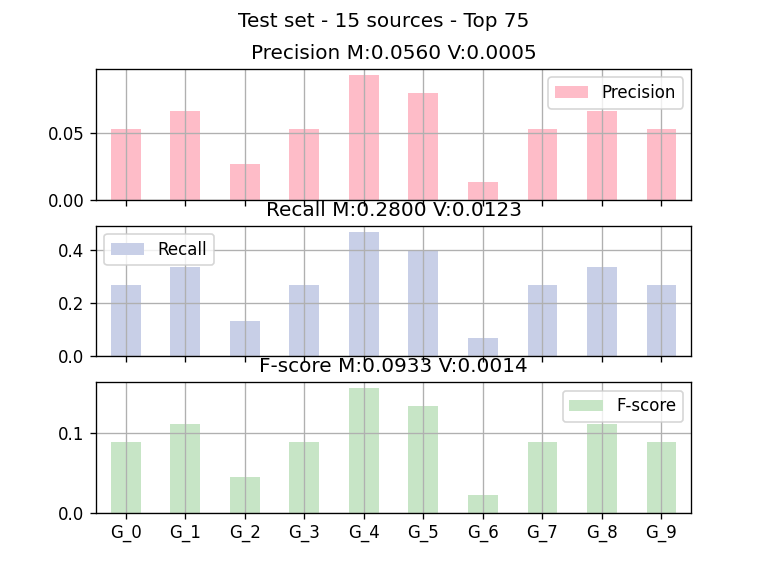 Test set - 15 sources - Top 75
Precision M:0.0560 V:0.0005
Precision
0.05
0.00
Recall M:0.2800 V:0.0123
Recall
0.4
0.2
0.0
F-score M:0.0933 V:0.0014
F-score
0.1
0.0
G_0 G_1 G_2 G_3 G_4 G_5 G_6 G_7 G_8 G_9